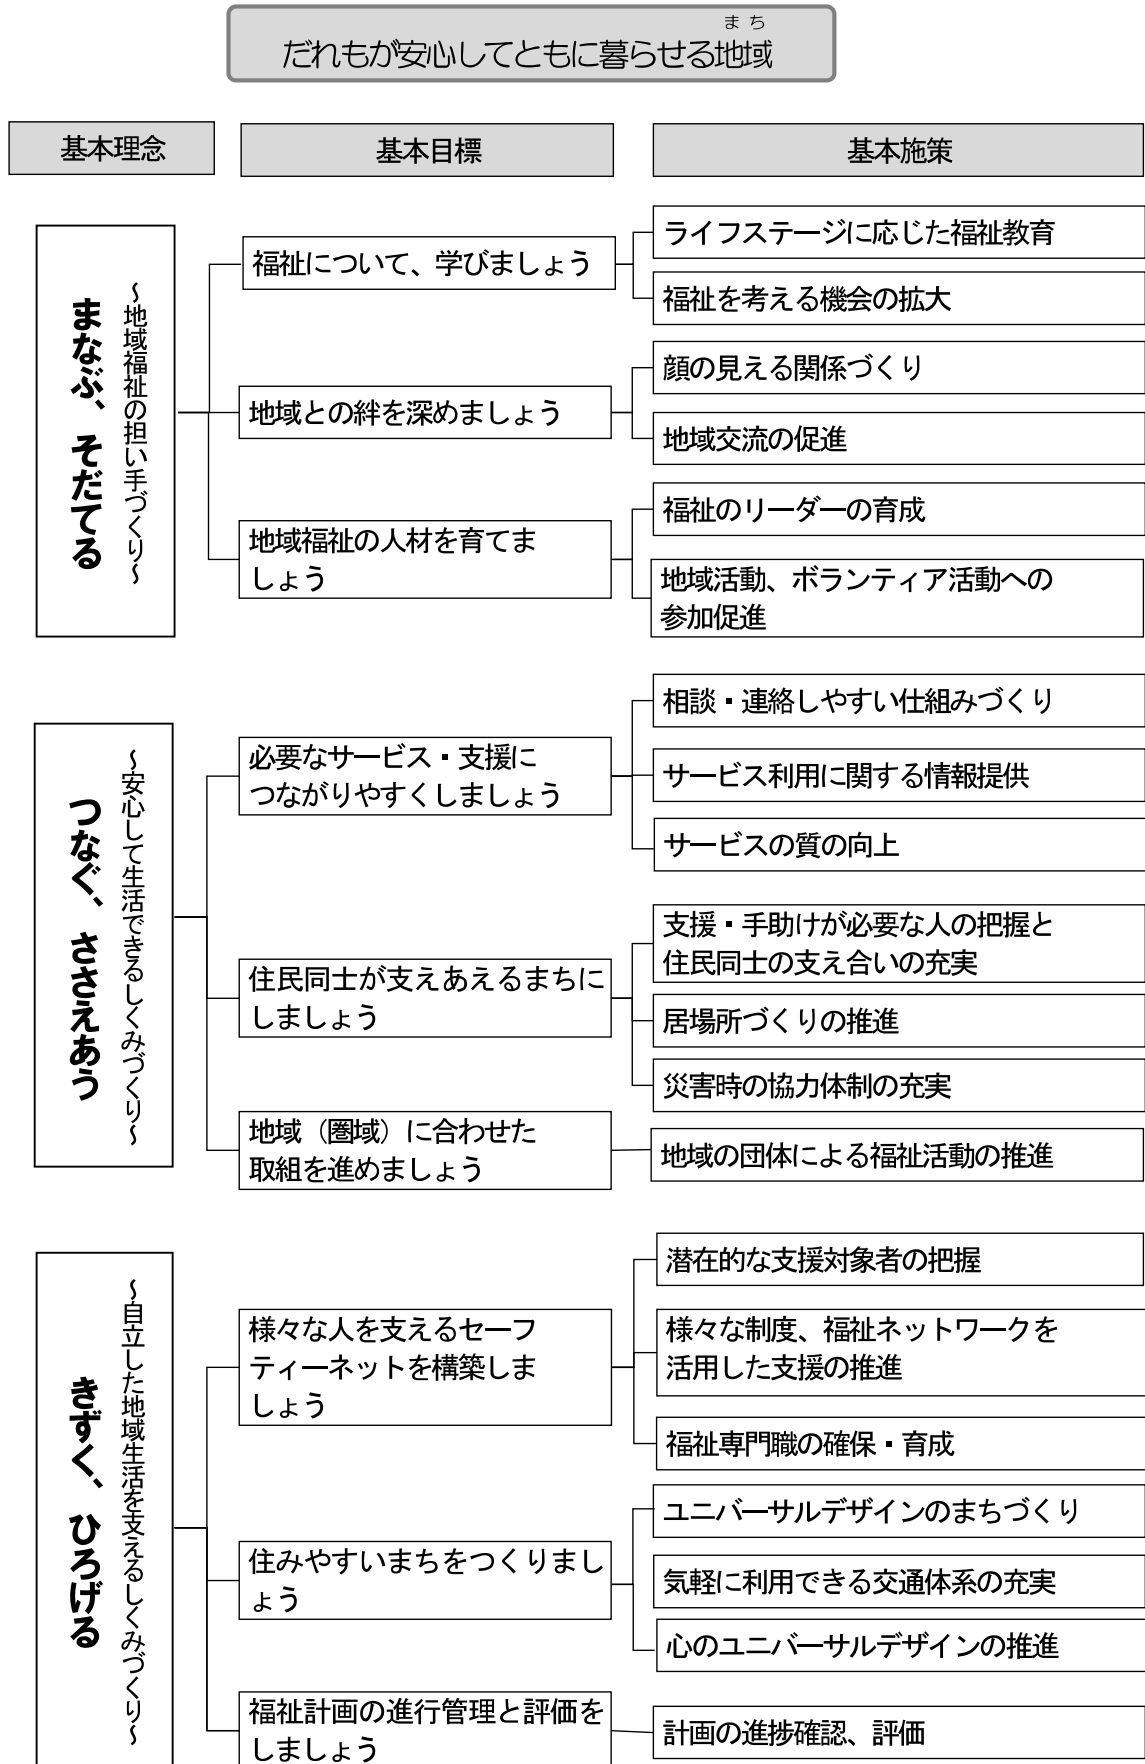 まち
だれもが安心してともに暮らせる地域
基本理念
基本目標
基本施策
まなぶ、そだてる
～地域福祉の担い手づくり～
福祉について、学びましょう
ライフステージに応じた福祉教育
福祉を考える機会の拡大
地域との絆を深めましょう
顔の見える関係づくり
地域交流の促進
地域福祉の人材を育てま
しょう
福祉のリーダーの育成
地域活動、ボランティア活動への
参加促進
つなぐ、ささえあう
～安心して生活できるしくみづくり～
必要なサービス・支援に
つながりやすくしましょう
相談・連絡しやすい仕組みづくり
サービス利用に関する情報提供
サービスの質の向上
住民同士が支えあえるまちに
しましょう
支援・手助けが必要な人の把握と
住民同士の支え合いの充実
居場所づくりの推進
災害時の協力体制の充実
地域（圏域）に合わせた
取組を進めましょう
地域の団体による福祉活動の推進
きずく、ひろげる
～自立した地域生活を支えるしくみづくり～
様々な人を支えるセーフ
ティーネットを構築しま
しょう
潜在的な支援対象者の把握
様々な制度、福祉ネットワークを
活用した支援の推進
福祉専門職の確保・育成
住みやすいまちをつくりまし
ょう
ユニバーサルデザインのまちづくり
気軽に利用できる交通体系の充実
心のユニバーサルデザインの推進
福祉計画の進行管理と評価を
しましょう
計画の進捗確認、評価